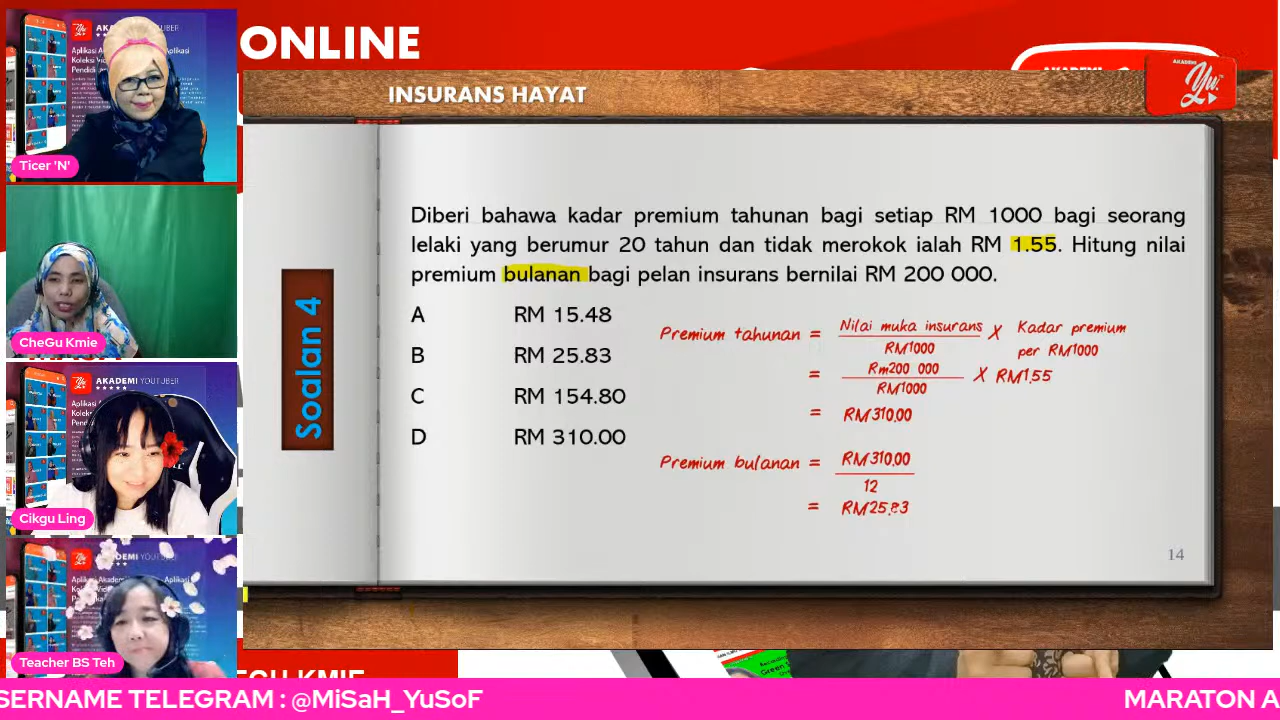 ONLINE
INSURANS HAYAT
AKADEMI
Yu.
Ticer 'N'
CheGu Kmie
Cikgu Ling
Teacher BS Teh
AKADEMI YOUTUBER
Soalan 4
Diberi bahawa kadar premium tahunan bagi setiap RM 1000 bagi seorang
lelaki yang berumur 20 tahun dan tidak merokok ialah RM 1.55. Hitung nilai
premium bulanan bagi pelan insurans bernilai RM 200 000.
A RM 15.48
B RM 25.83
C RM 154.80
D RM 310.00
Premium tahunan = Nilai muka insurans / RM1000 X Kadar premium per RM1000
= Rm200 000 / RM1000 X RM1.55
= RM310.00
Premium bulanan = RM310.00 / 12
= RM25.83
14
SERNAME TELEGRAM : @MiSaH_YuSoF
MARATON A